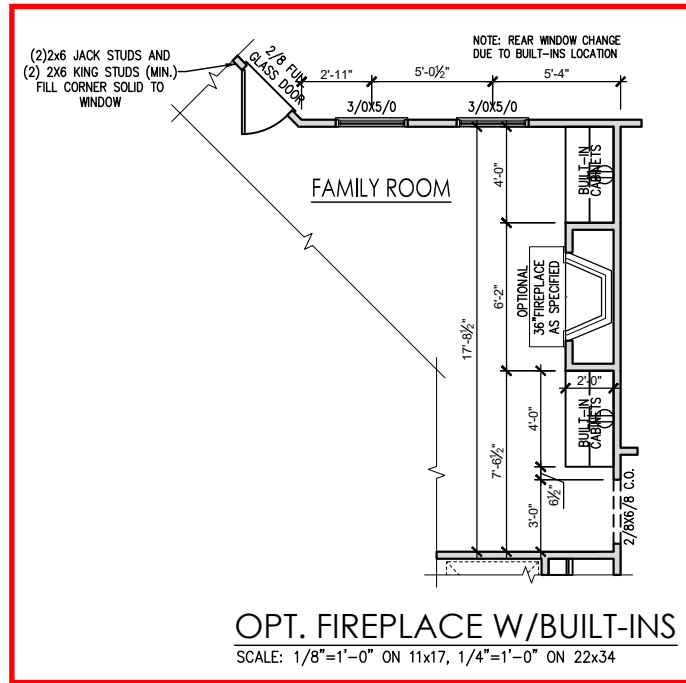 (2)2x6 JACK STUDS AND
(2) 2X6 KING STUDS (MIN.)
FILL CORNER SOLID TO
WINDOW
2/8 FULL
GLASS DOOR
NOTE: REAR WINDOW CHANGE
DUE TO BUILT-INS LOCATION
2'-11"
5'-0½"
5'-4"
3/0X5/0
3/0X5/0
FAMILY ROOM
4'-0"
BUILT-IN
CABINETS
6'-2"
OPTIONAL
36"FIREPLACE
AS SPECIFIED
17'-8½"
2'-0"
BUILT-IN
CABINETS
4'-0"
7'-6½"
6½"
3'-0"
2/8X6/8 C.O.
OPT. FIREPLACE W/BUILT-INS
SCALE: 1/8"=1'-0" ON 11x17, 1/4"=1'-0" ON 22x34